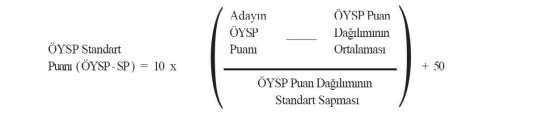 Adayın ÖYSP Puan
ÖYSP — Dağılımının
ÖYSP Standart Puanı Ortalaması
Puanı (ÖYSP-SP) = 10 x + 50
ÖYSP Puan Dağılımının
Standart Sapması